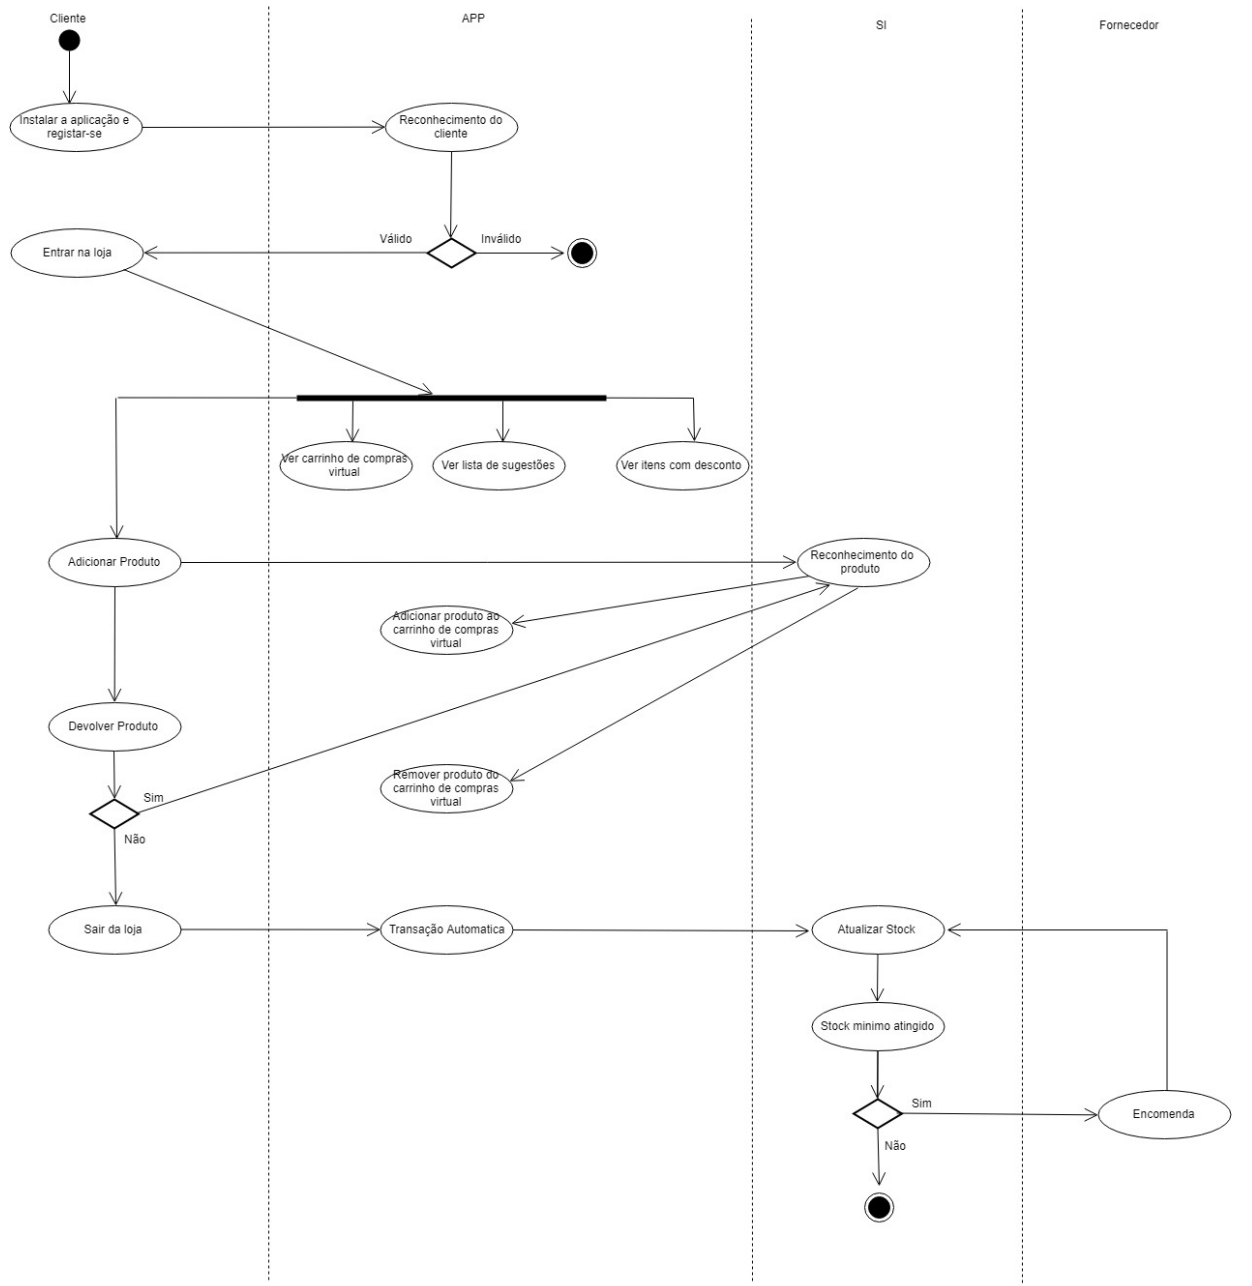 Cliente
APP
SI
Fornecedor
Instalar a aplicação e
registar-se
Reconhecimento do
cliente
Entrar na loja
Válido
Inválido
Ver carrinho de compras
virtual
Ver lista de sugestões
Ver itens com desconto
Adicionar Produto
Reconhecimento do
produto
Adicionar produto ao
carrinho de compras
virtual
Devolver Produto
Remover produto do
carrinho de compras
virtual
Sim
Não
Sair da loja
Transação Automatica
Atualizar Stock
Stock minimo atingido
Sim
Encomenda
Não